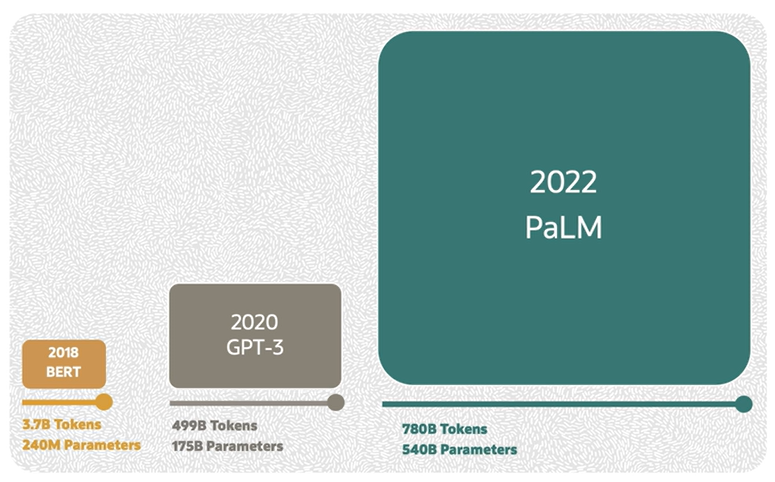 2018
BERT
3.7B Tokens
240M Parameters
2020
GPT-3
499B Tokens
175B Parameters
2022
PaLM
780B Tokens
540B Parameters